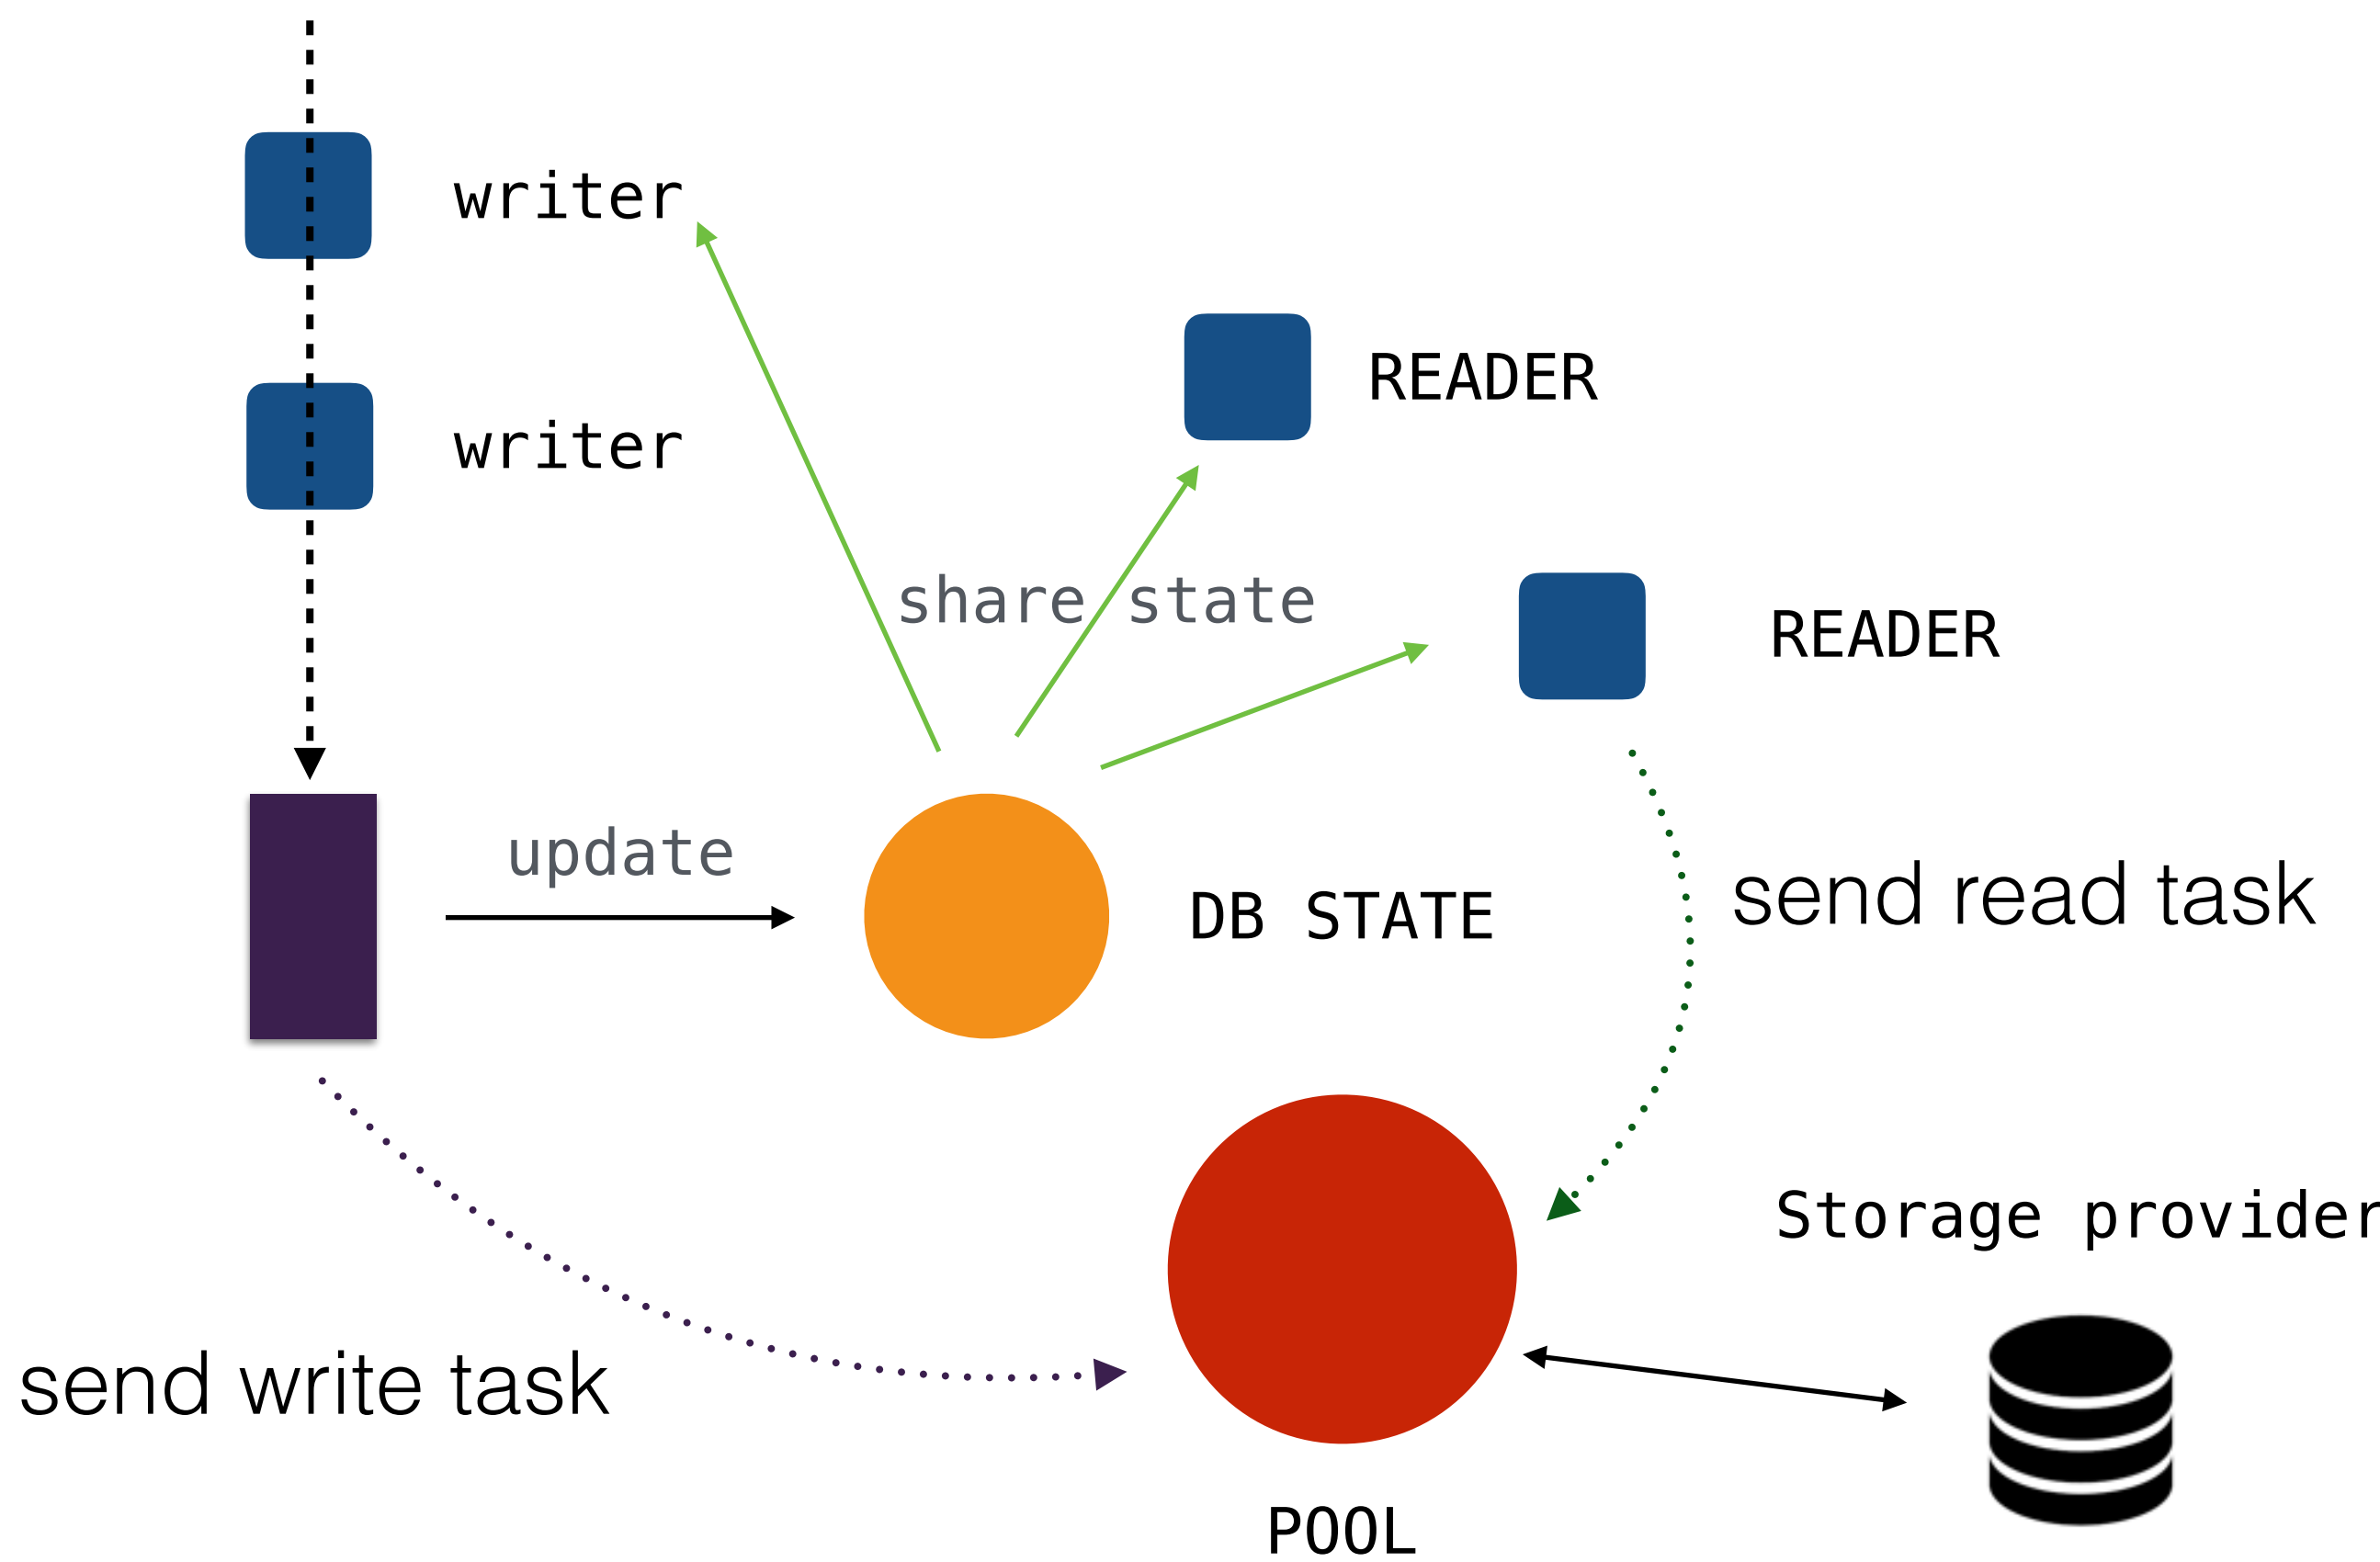 writer
READER
writer
share state
READER
update
DB STATE
send read task
Storage provider
send write task
POOL